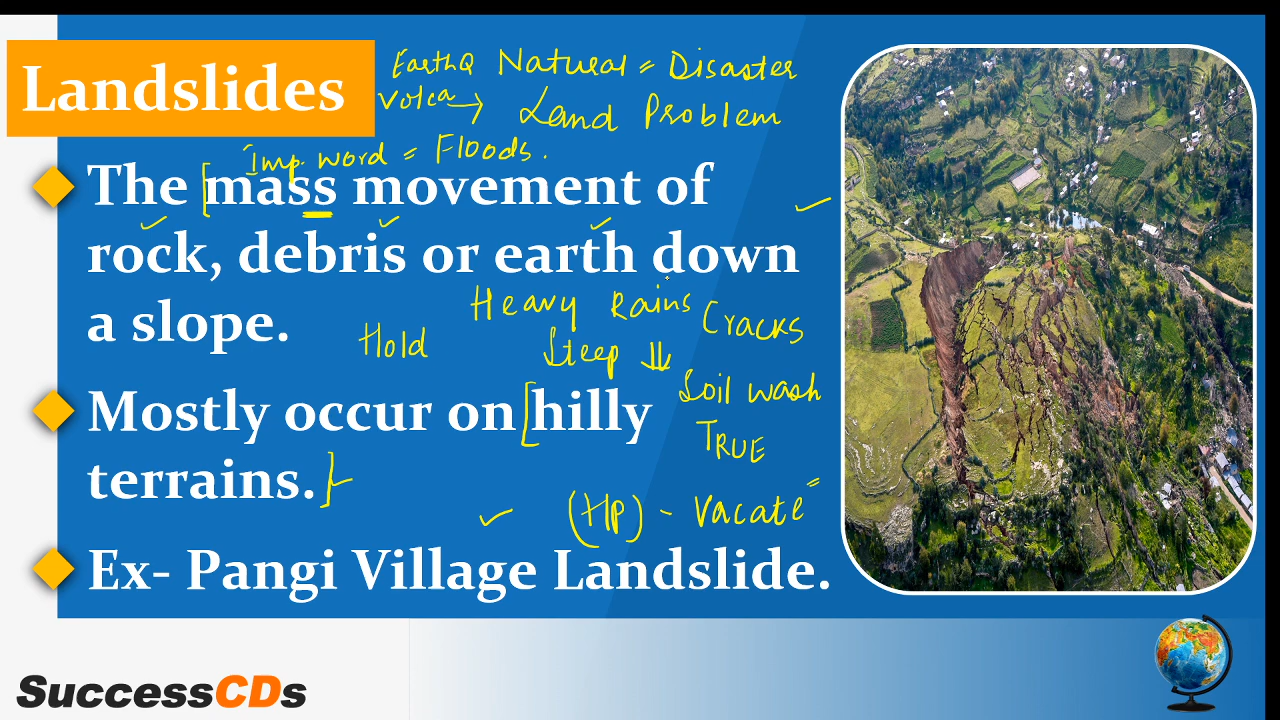 Landslides
EarthQ Natural = Disaster
Volca → Land Problem
Imp. word = Floods.
The [mass movement of
rock, debris or earth down
a slope.
Heavy Rains
Cracks
Hold
Steep
Soil wash
Mostly occur on [hilly
TRUE
terrains.}
(HP) - Vacate
Ex- Pangi Village Landslide.
SuccessCDs